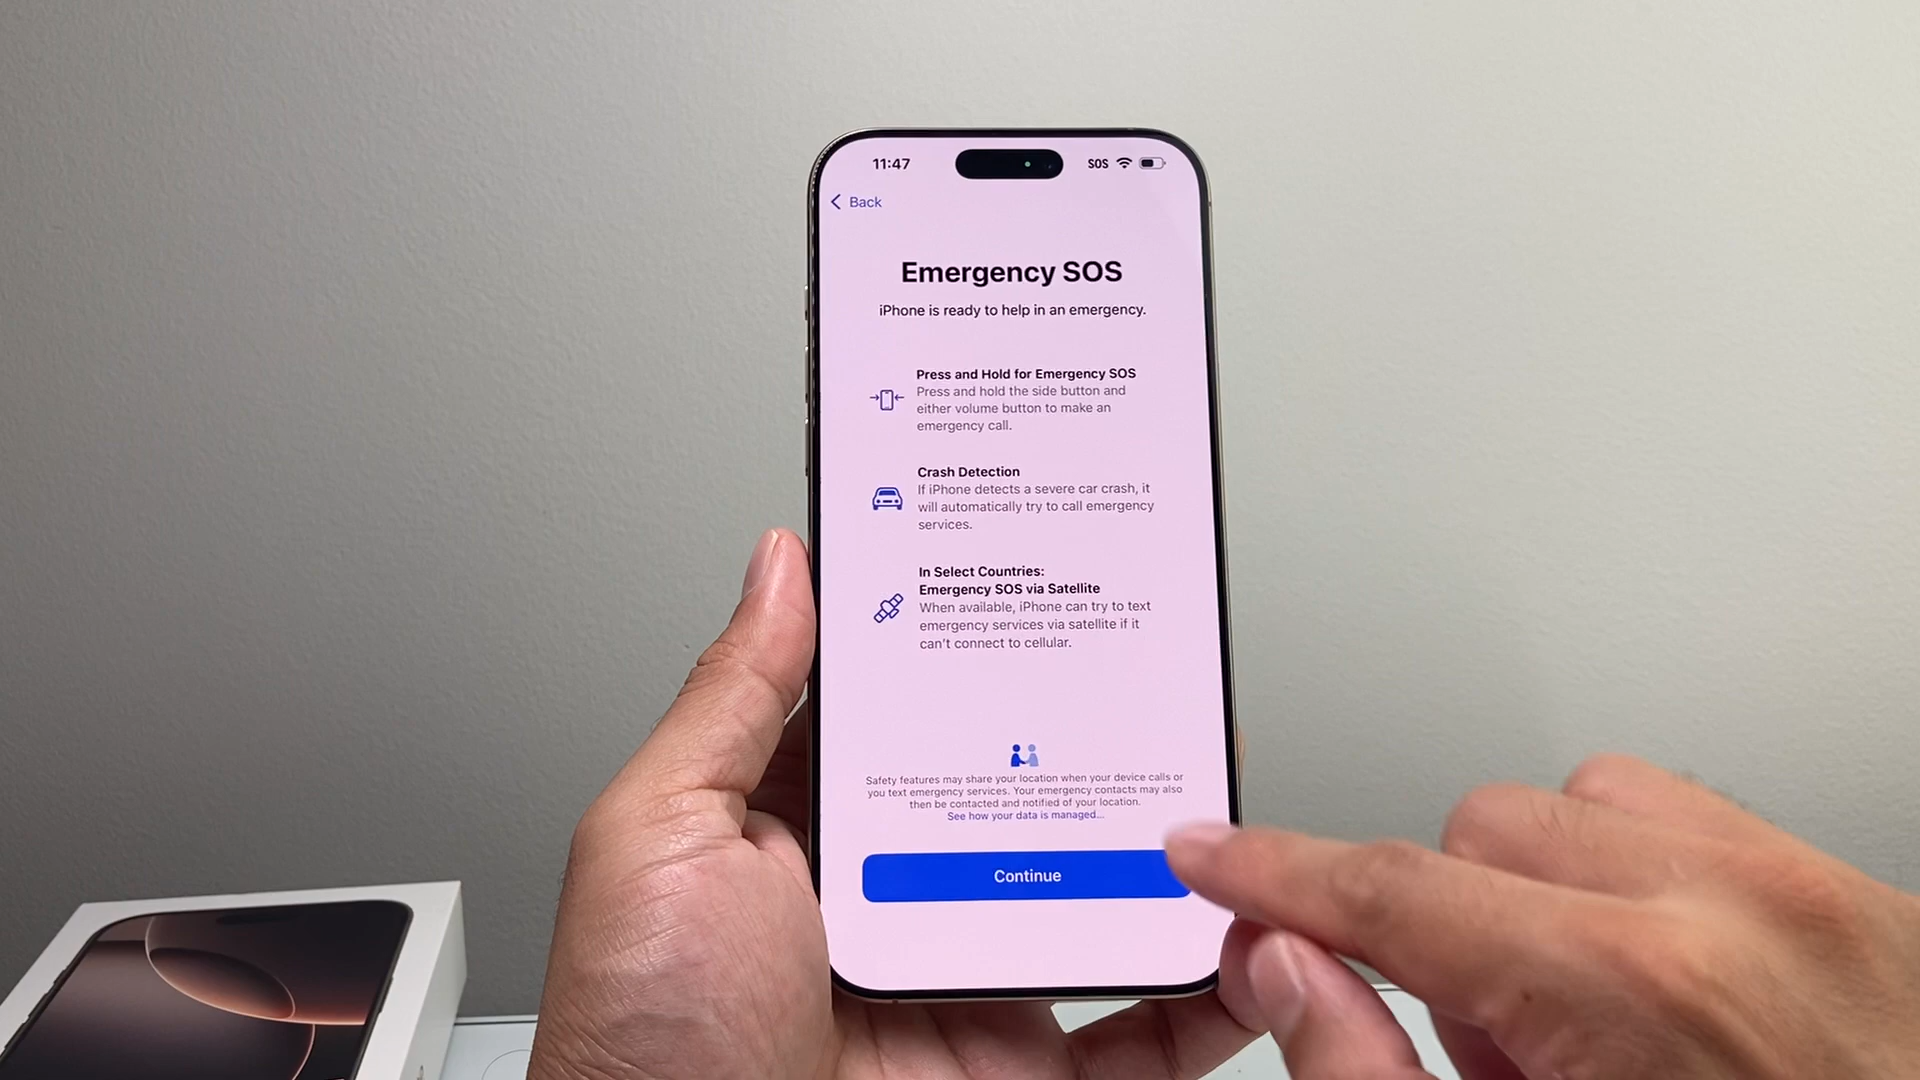 11:47
SOS
Back
Emergency SOS
iPhone is ready to help in an emergency.
Press and Hold for Emergency SOS
Press and hold the side button and
either volume button to make an
emergency call.
Crash Detection
If iPhone detects a severe car crash, it
will automatically try to call emergency
services.
In Select Countries:
Emergency SOS via Satellite
When available, iPhone can try to text
emergency services via satellite if it
can't connect to cellular.
Safety features may share your location when your device calls or
you text emergency services. Your emergency contacts may also
then be contacted and notified of your location.
See how your data is managed...
Continue